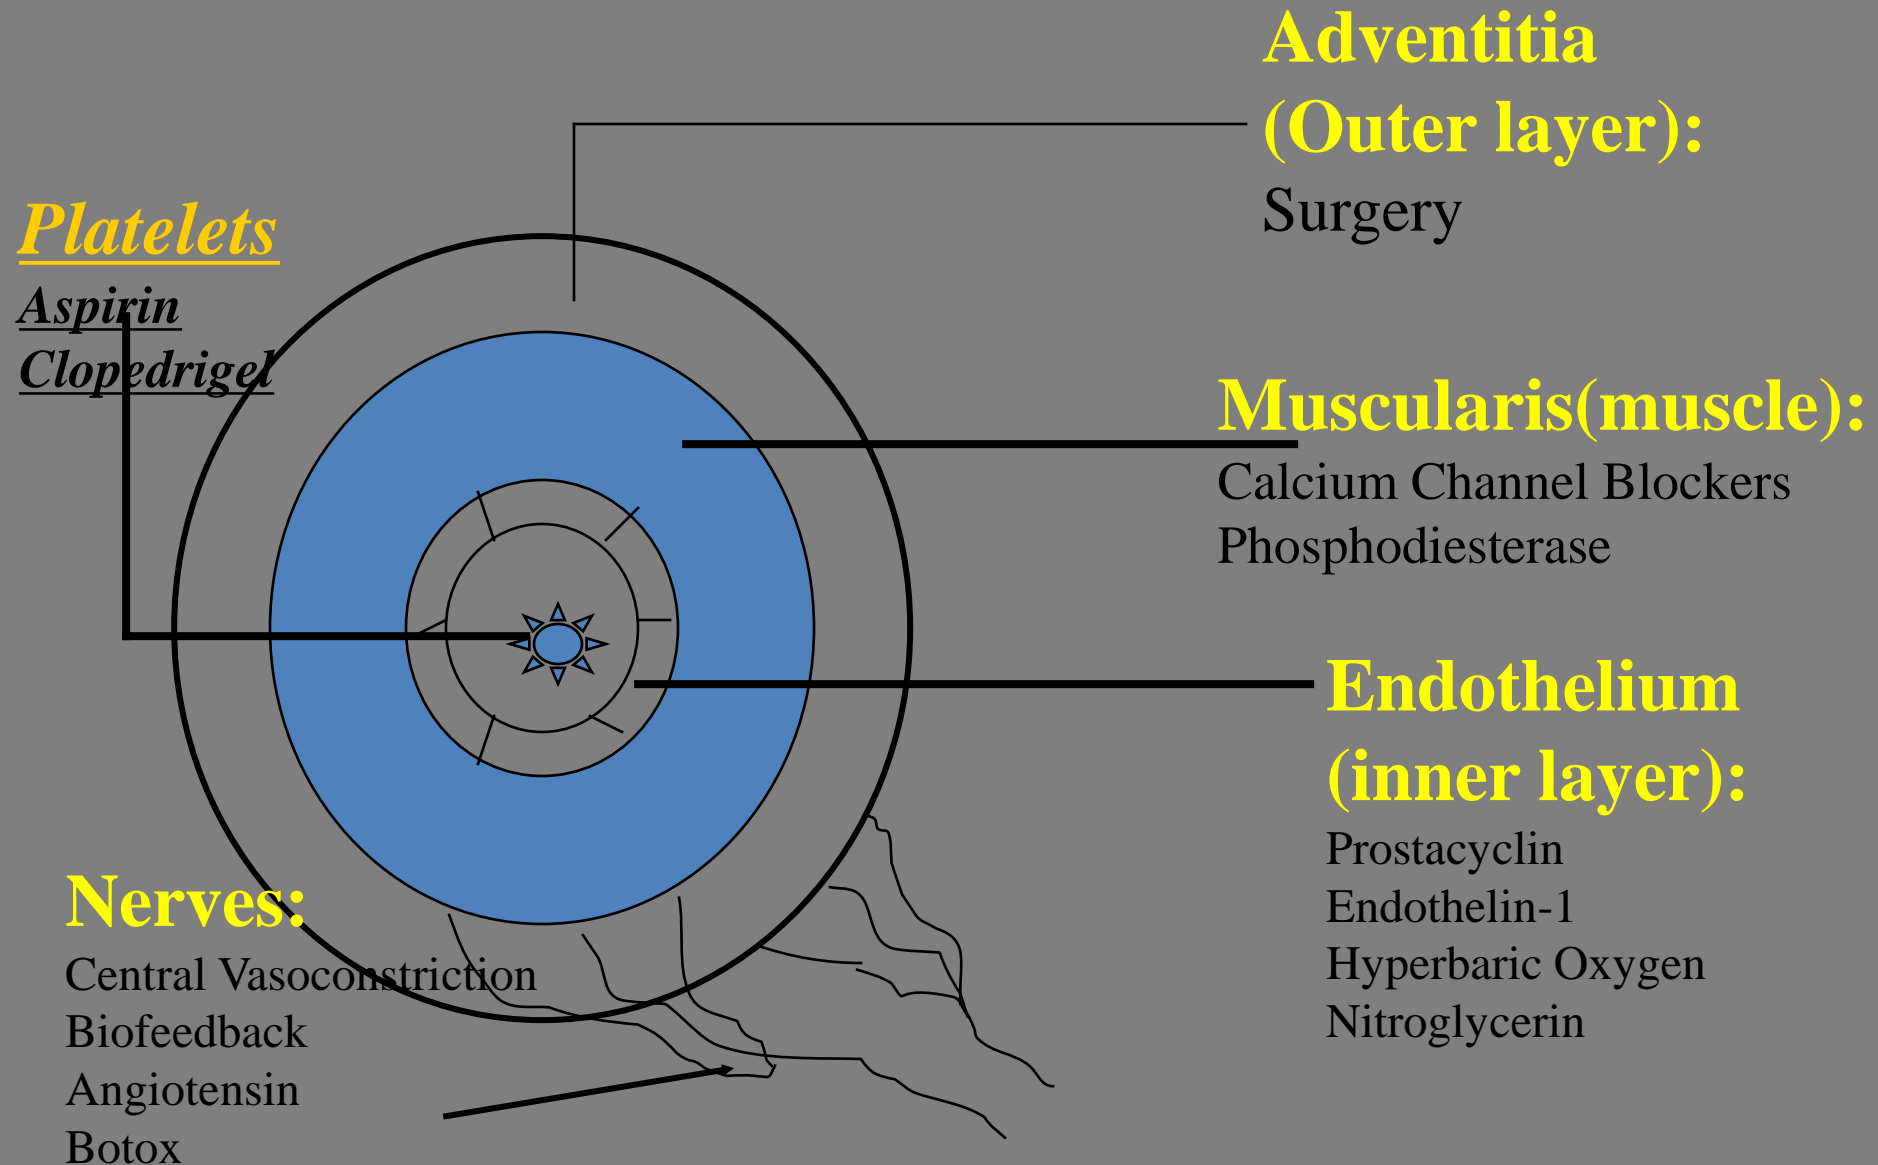 Adventitia
(Outer layer):
Surgery
Platelets
Aspirin
Clopedrigel
Muscularis(muscle):
Calcium Channel Blockers
Phosphodiesterase
Endothelium
(inner layer):
Prostacyclin
Endothelin-1
Hyperbaric Oxygen
Nitroglycerin
Nerves:
Central Vasoconstriction
Biofeedback
Angiotensin
Botox